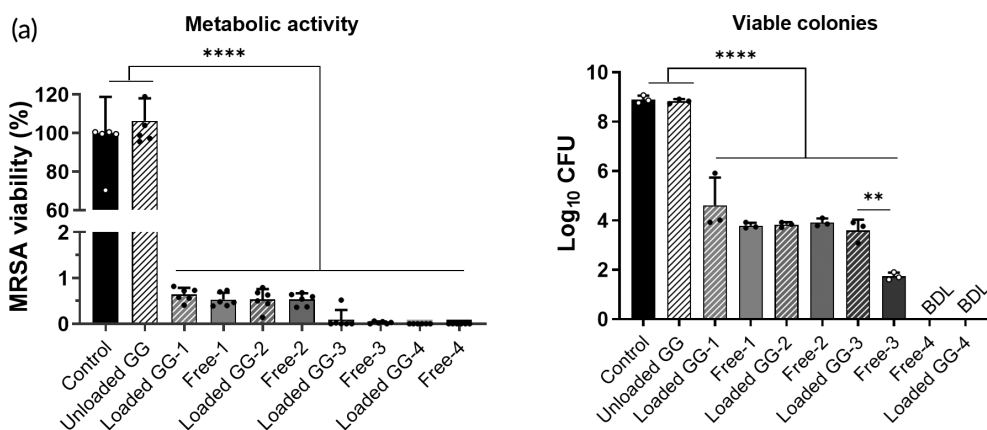 (a)
Metabolic activity
****
MRSA viability (%)
120
100
80
60
2
1
0
Control
Unloaded GG
Loaded GG-1
Free-1
Loaded GG-2
Free-2
Loaded GG-3
Free-3
Loaded GG-4
Free-4
Viable colonies
****
**
Log10 CFU
10
8
6
4
2
0
BDL
BDL
Control
Unloaded GG
Loaded GG-1
Free-1
Loaded GG-2
Free-2
Loaded GG-3
Free-3
Free-4
Loaded GG-4